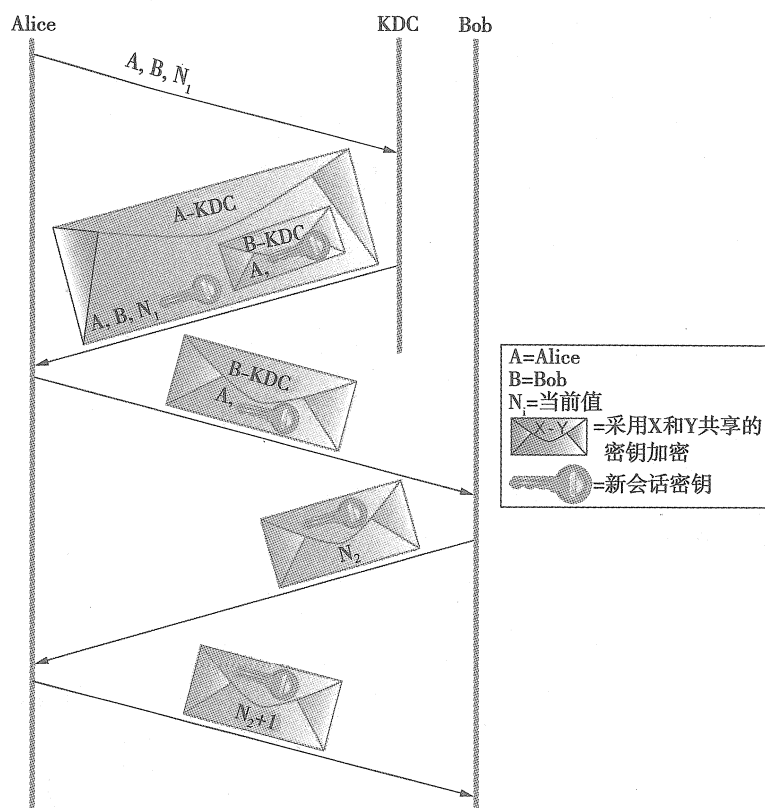 Alice KDC Bob
A, B, N₁
A-KDC
B-KDC
A,
A, B, N₁
B-KDC
A,
N₂
N₂+1
A=Alice
B=Bob
Nᵢ=当前值
X-Y =采用X和Y共享的
密钥加密
=新会话密钥